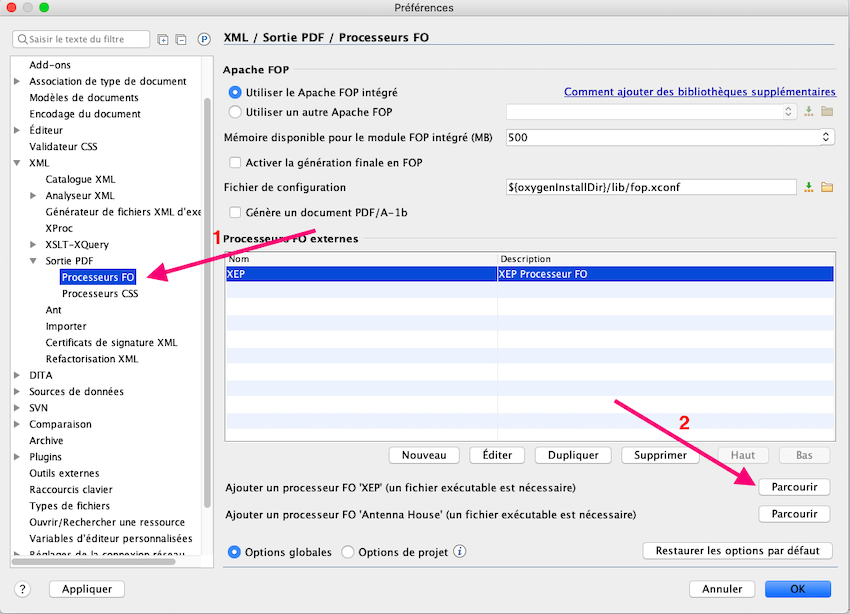 Préférences
Saisir le texte du filtre
P
XML / Sortie PDF / Processeurs FO
Add-ons
Association de type de document
Modèles de documents
Encodage du document
Éditeur
Validateur CSS
XML
Catalogue XML
Analyseur XML
Générateur de fichiers XML d'exe
XProc
XSLT-XQuery
Sortie PDF
Processeurs FO
Processeurs CSS
Ant
Importer
Certificats de signature XML
Refactorisation XML
DITA
Sources de données
SVN
Comparaison
Archive
Plugins
Outils externes
Raccourcis clavier
Types de fichiers
Ouvrir/Rechercher une ressource
Variables d'éditeur personnalisées
Réglages de la connexion réseau
Apache FOP
Utiliser le Apache FOP intégré
Comment ajouter des bibliothèques supplémentaires
Utiliser un autre Apache FOP
Mémoire disponible pour le module FOP intégré (MB) 500
Activer la génération finale en FOP
Fichier de configuration ${oxygenInstallDir}/lib/fop.xconf
Génère un document PDF/A-1b
1
Processeurs FO externes
Nom Description
XEP XEP Processeur FO
2
Nouveau Éditer Dupliquer Supprimer Haut Bas
Ajouter un processeur FO 'XEP' (un fichier exécutable est nécessaire) Parcourir
Ajouter un processeur FO 'Antenna House' (un fichier exécutable est nécessaire) Parcourir
Options globales Options de projet i Restaurer les options par défaut
? Appliquer Annuler OK